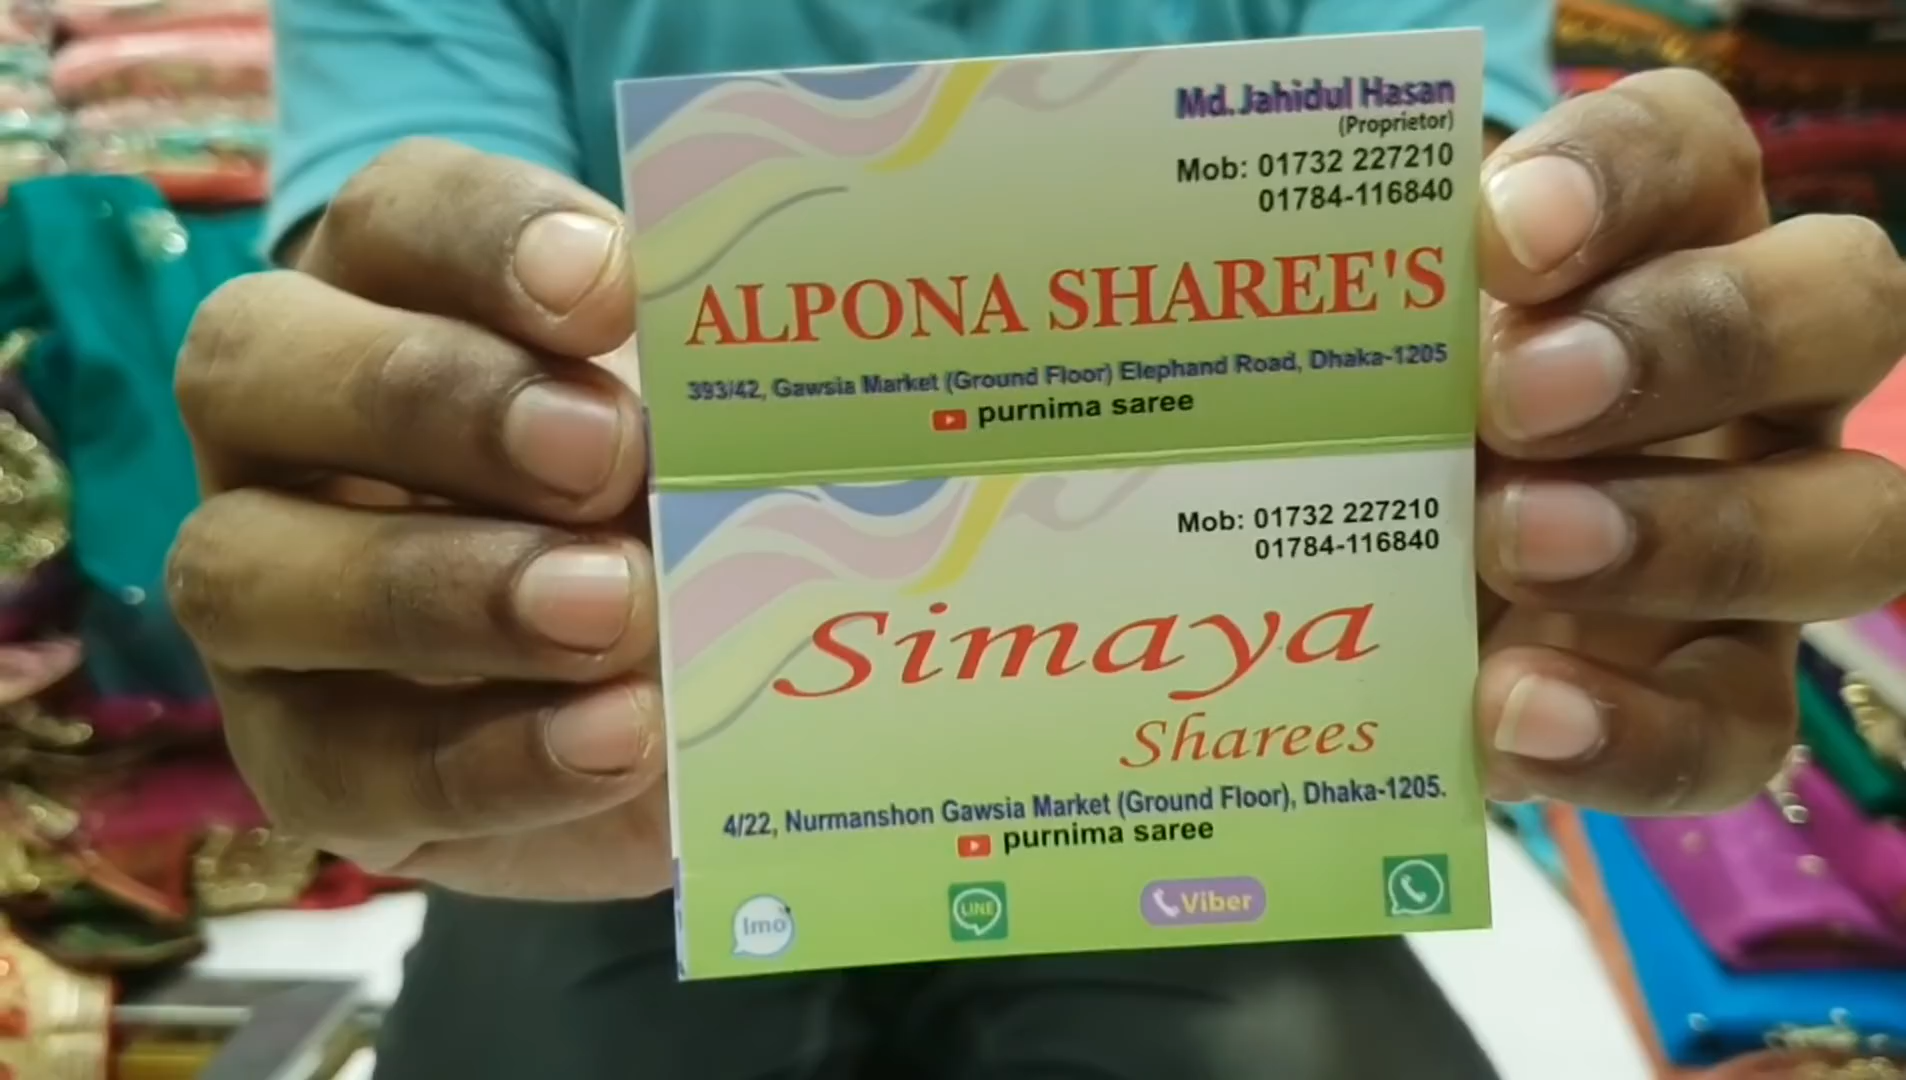 Md. Jahidul Hasan
(Proprietor)
Mob: 01732 227210
01784-116840
ALPONA SHAREE'S
393/42, Gawsia Market (Ground Floor) Elephand Road, Dhaka-1205
purnima saree
Mob: 01732 227210
01784-116840
Simaya
Sharees
4/22, Nurmanshon Gawsia Market (Ground Floor), Dhaka-1205.
purnima saree
Imo LINE Viber